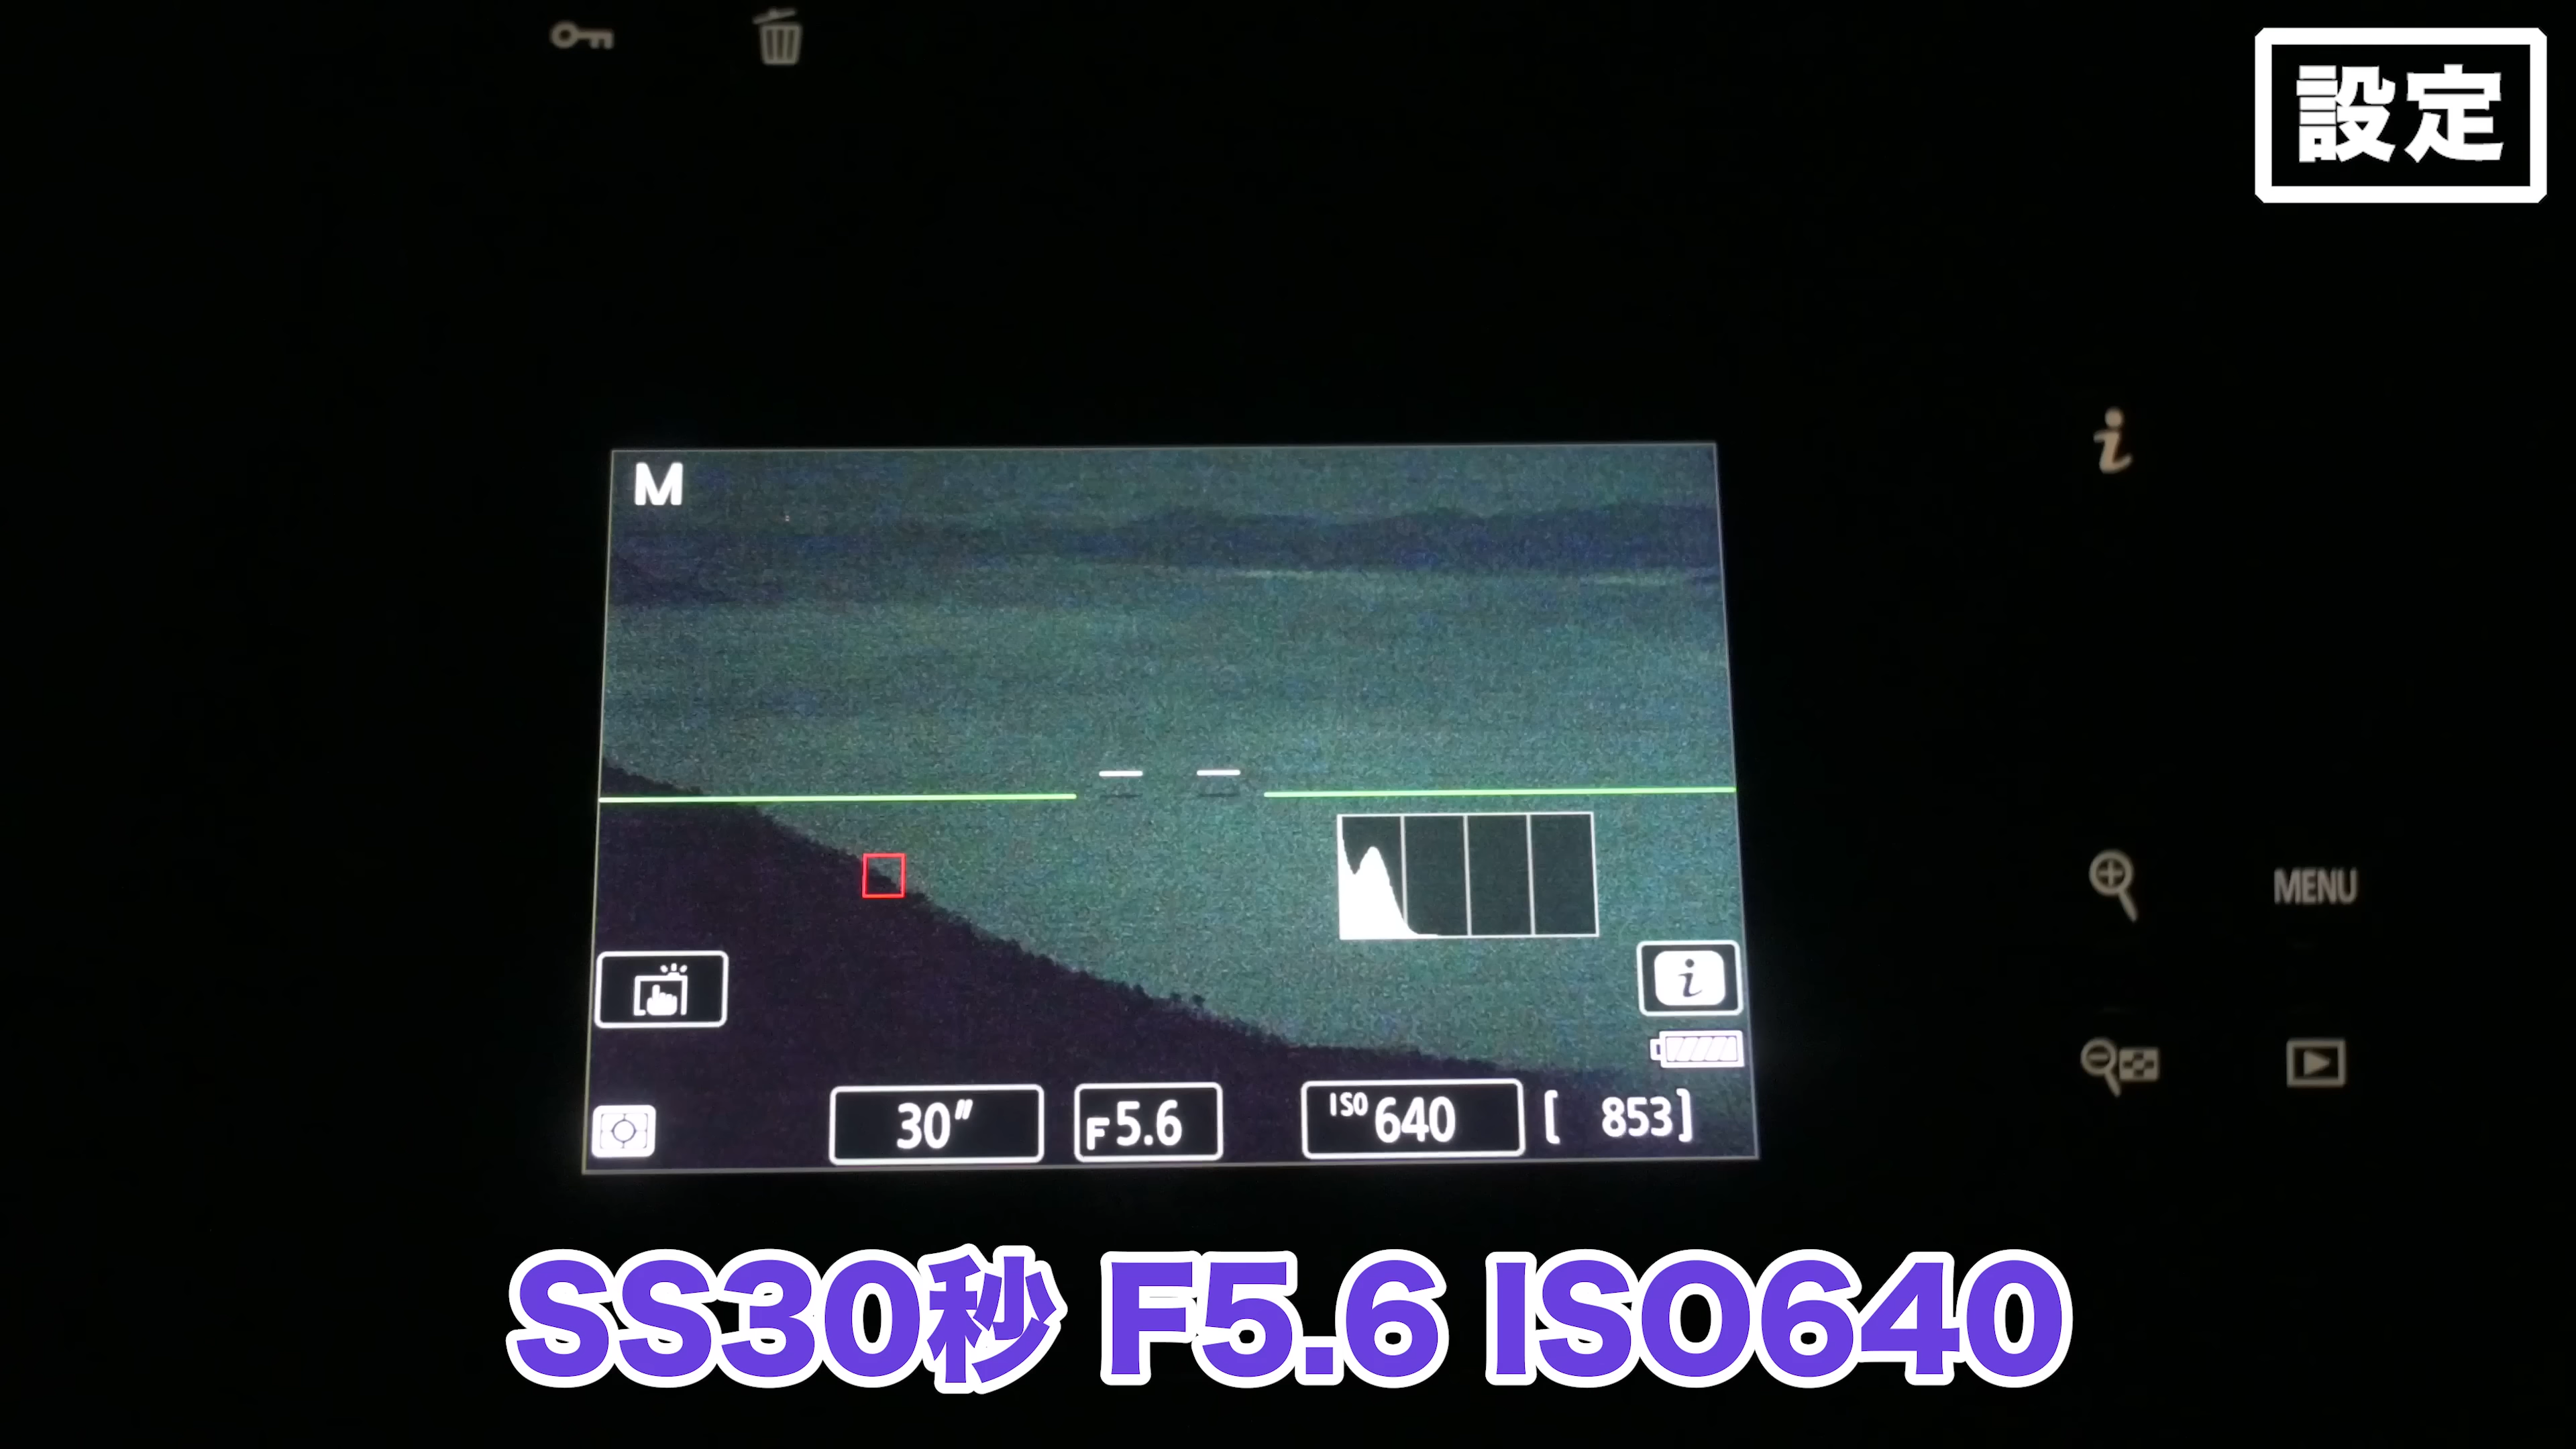 設定
M
i
MENU
i
30" F5.6 ISO 640 [ 853]
SS30秒 F5.6 ISO640